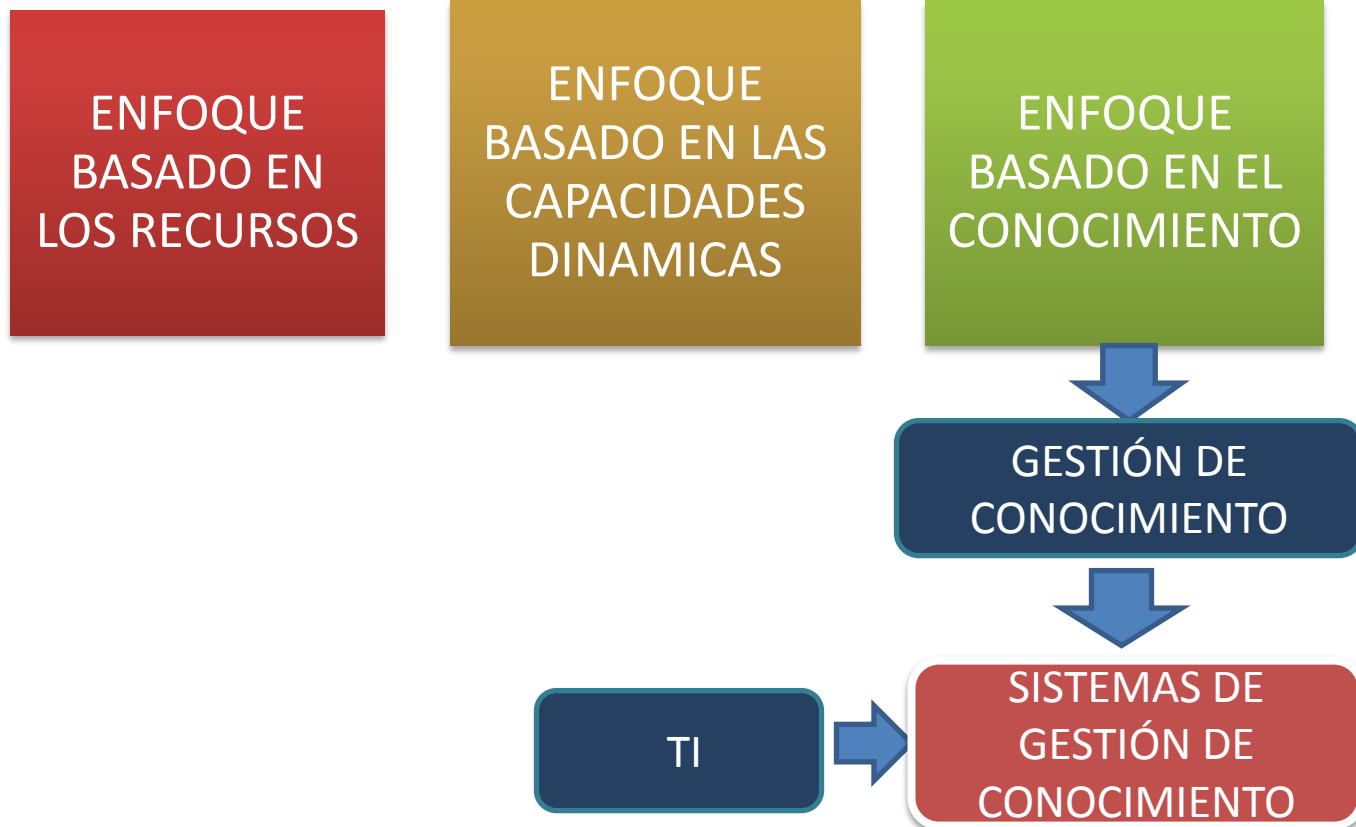 ENFOQUE
BASADO EN
LOS RECURSOS
ENFOQUE
BASADO EN LAS
CAPACIDADES
DINAMICAS
ENFOQUE
BASADO EN EL
CONOCIMIENTO
GESTIÓN DE
CONOCIMIENTO
TI
SISTEMAS DE
GESTIÓN DE
CONOCIMIENTO